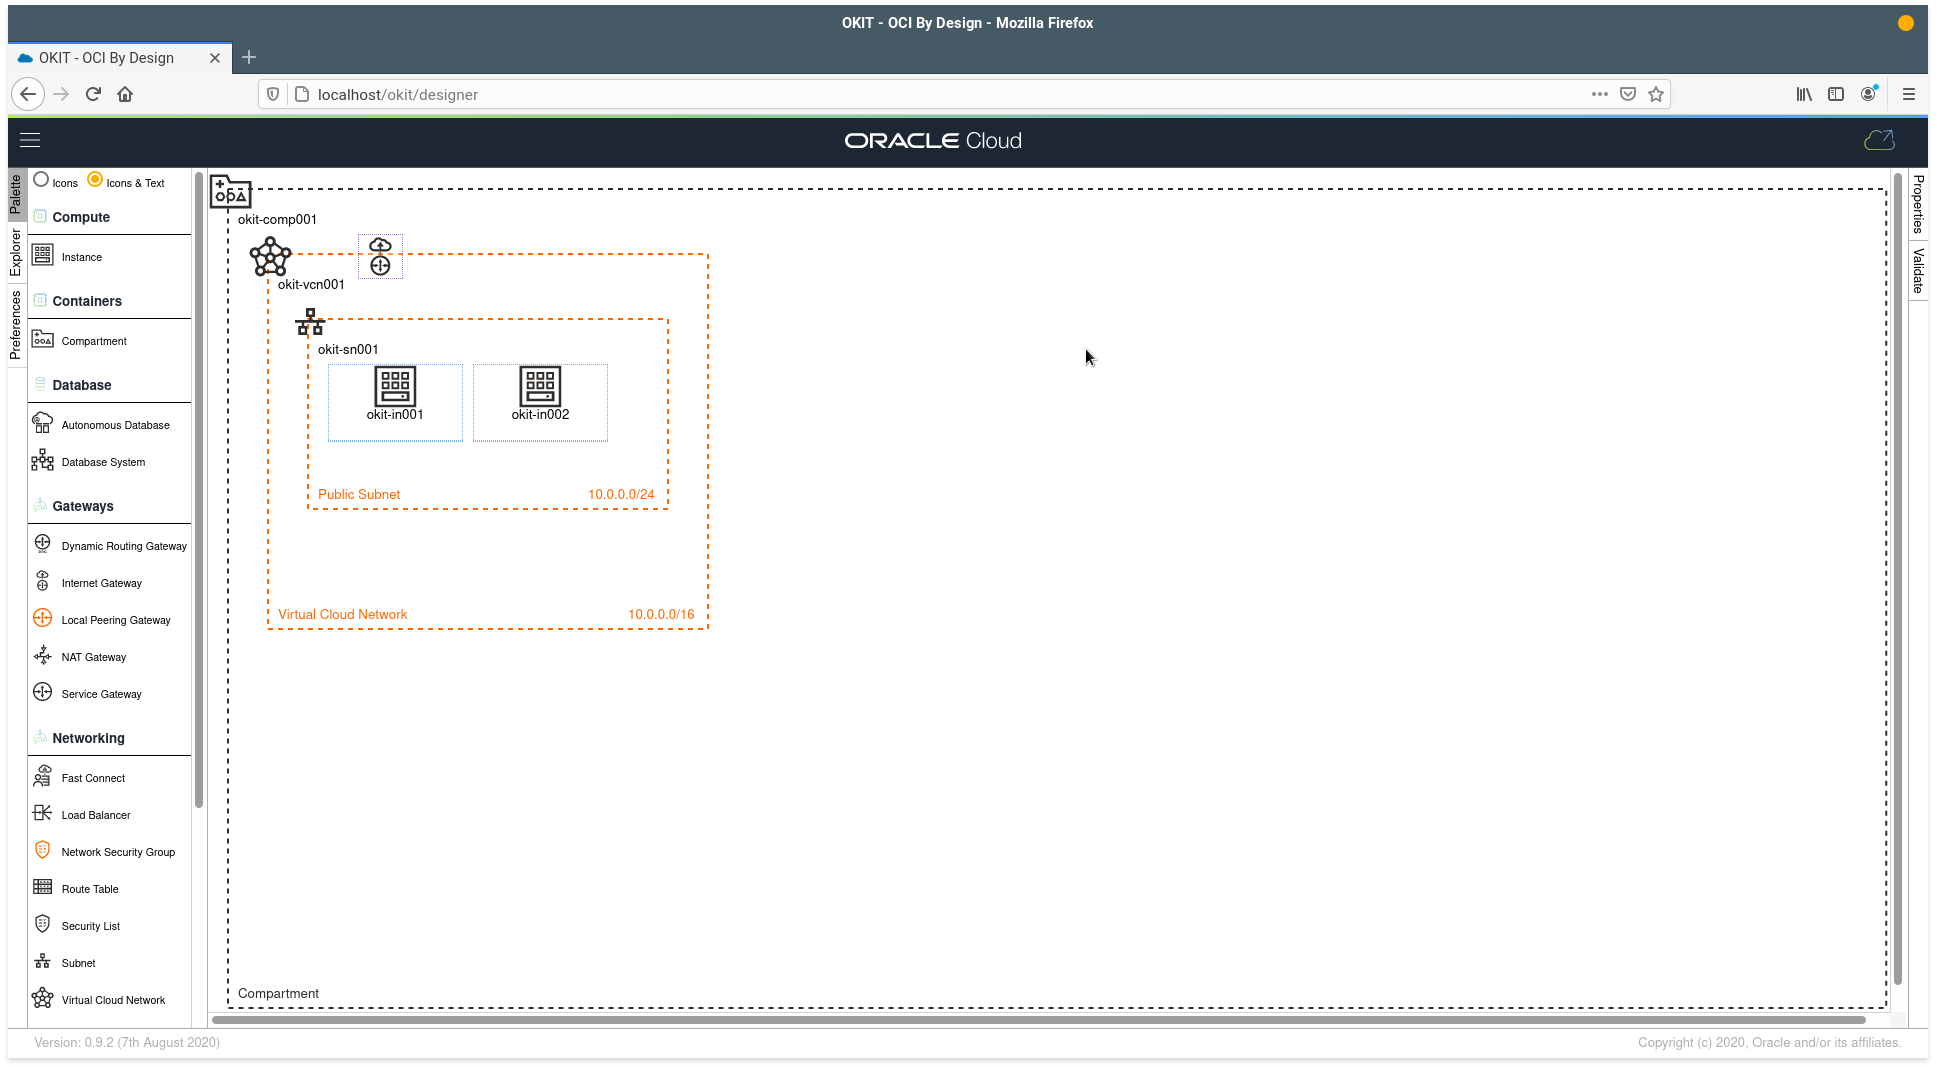 OKIT - OCI By Design - Mozilla Firefox
OKIT - OCI By Design
localhost/okit/designer
ORACLE Cloud
Palette
Explorer
Preferences
Icons
Icons & Text
Compute
Instance
Containers
Compartment
Database
Autonomous Database
Database System
Gateways
Dynamic Routing Gateway
Internet Gateway
Local Peering Gateway
NAT Gateway
Service Gateway
Networking
Fast Connect
Load Balancer
Network Security Group
Route Table
Security List
Subnet
Virtual Cloud Network
okit-comp001
okit-vcn001
okit-sn001
okit-in001
okit-in002
Public Subnet 10.0.0.0/24
Virtual Cloud Network 10.0.0.0/16
Compartment
Properties
Validate
Version: 0.9.2 (7th August 2020)
Copyright (c) 2020, Oracle and/or its affiliates.